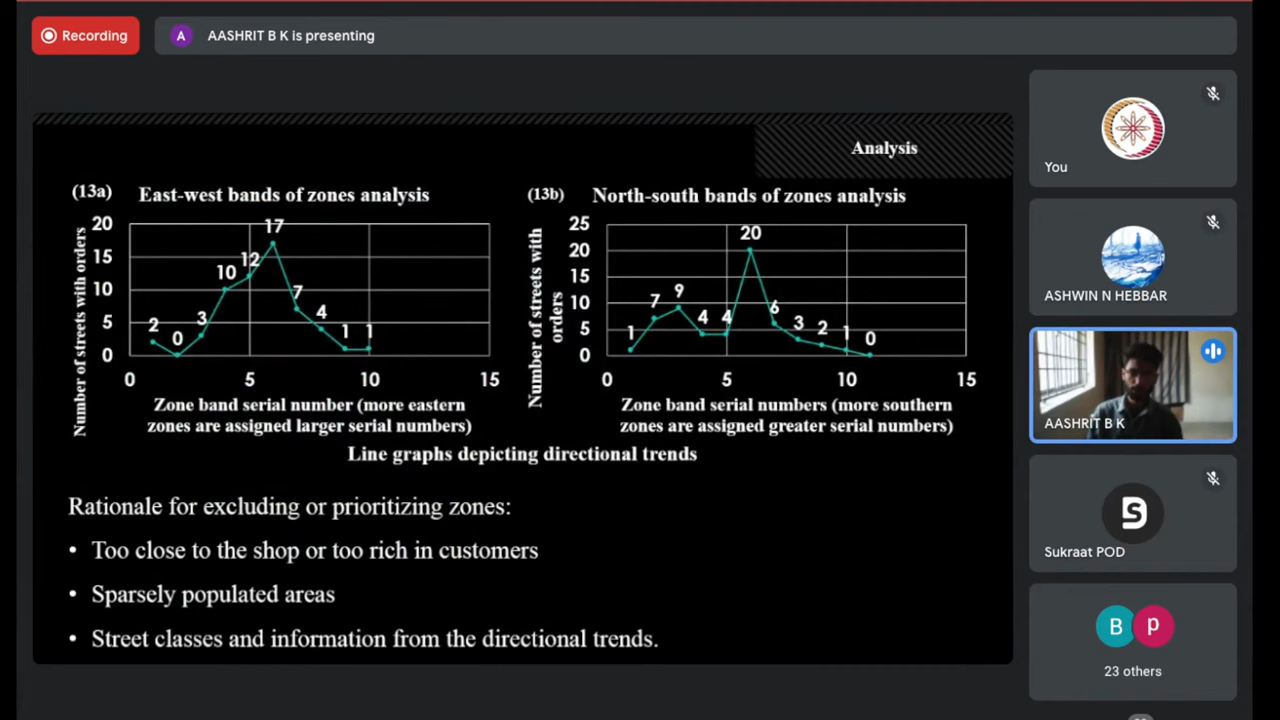 Recording
A
AASHRIT B K is presenting
Analysis
(13a) East-west bands of zones analysis
Number of streets with orders
20
15
10
5
0
2
0
3
10
12
17
7
4
1
1
0 5 10 15
Zone band serial number (more eastern
zones are assigned larger serial numbers)
(13b) North-south bands of zones analysis
Number of streets with
orders
25
20
15
10
5
0
1
7
9
4
4
20
6
3
2
1
0
0 5 10 15
Zone band serial numbers (more southern
zones are assigned greater serial numbers)
Line graphs depicting directional trends
Rationale for excluding or prioritizing zones:
• Too close to the shop or too rich in customers
• Sparsely populated areas
• Street classes and information from the directional trends.
You
ASHWIN N HEBBAR
AASHRIT B K
S
Sukraat POD
B p
23 others